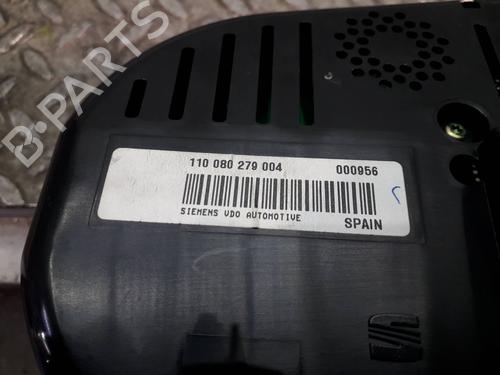 B-PARTS
110 080 279 004 000956
SIEMENS VDO AUTOMOTIVE SPAIN